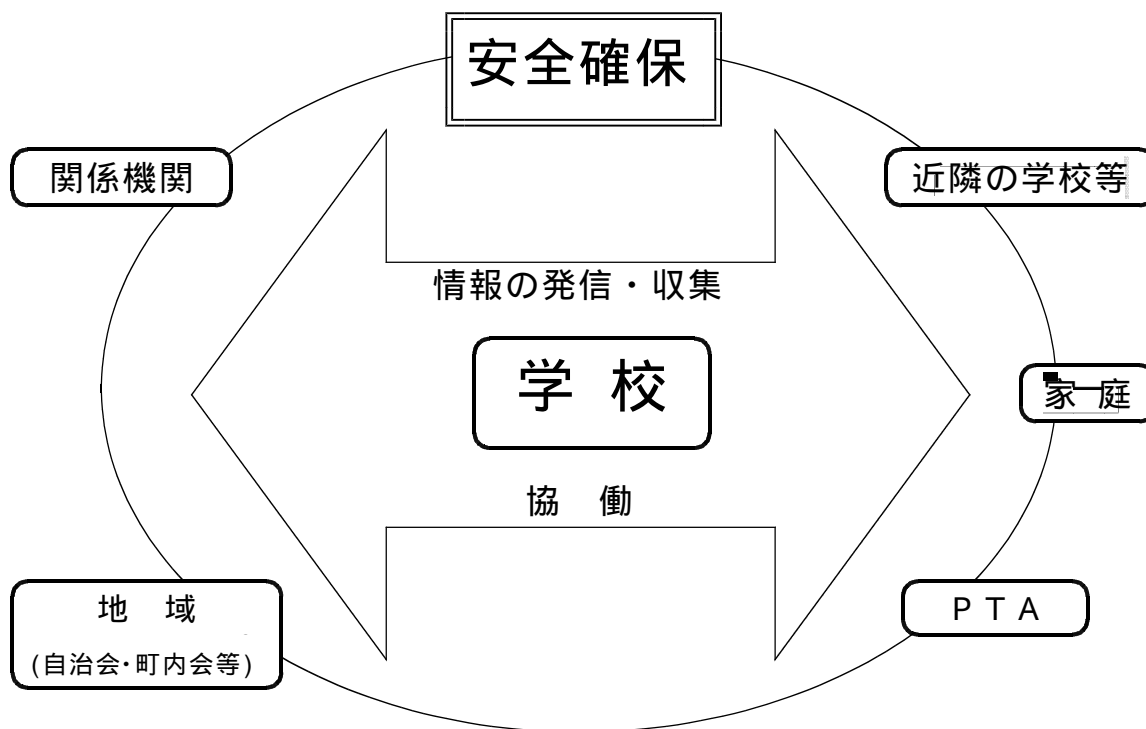 安全確保
関係機関
近隣の学校等
情報の発信・収集
学 校
家 庭
協 働
地 域
(自治会・町内会等)
ＰＴＡ